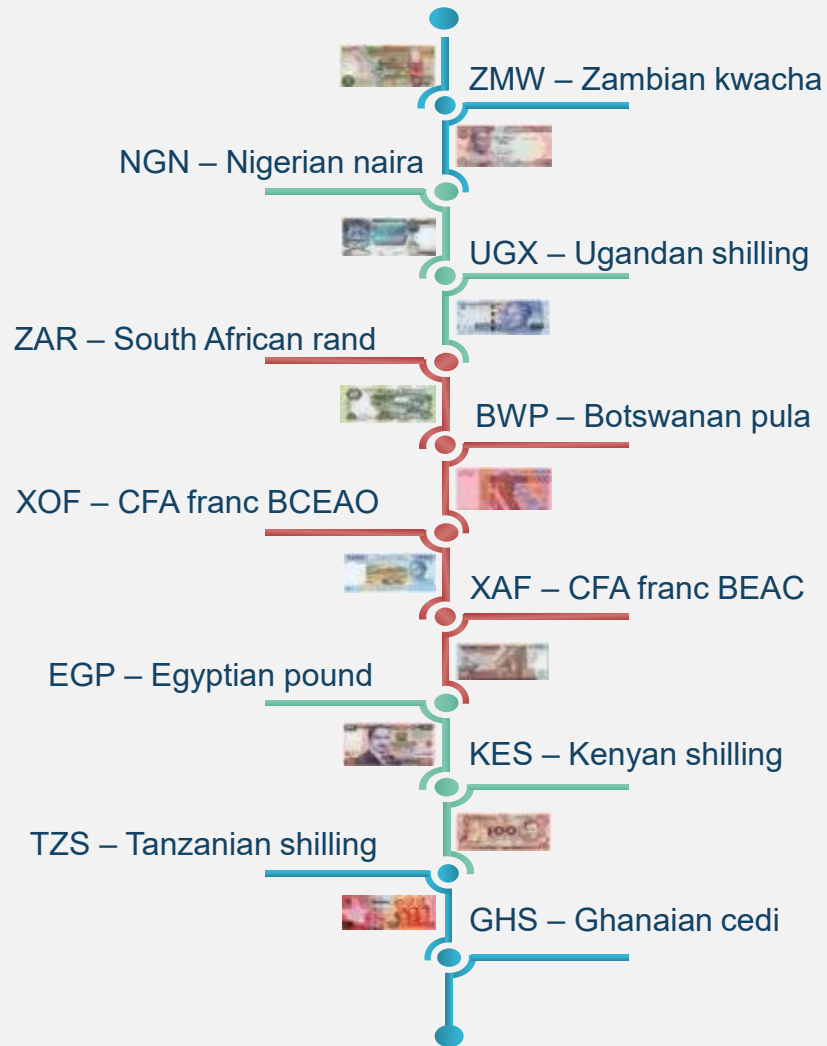 ZMW – Zambian kwacha
NGN – Nigerian naira
UGX – Ugandan shilling
ZAR – South African rand
BWP – Botswanan pula
XOF – CFA franc BCEAO
XAF – CFA franc BEAC
EGP – Egyptian pound
KES – Kenyan shilling
100
TZS – Tanzanian shilling
GHS – Ghanaian cedi